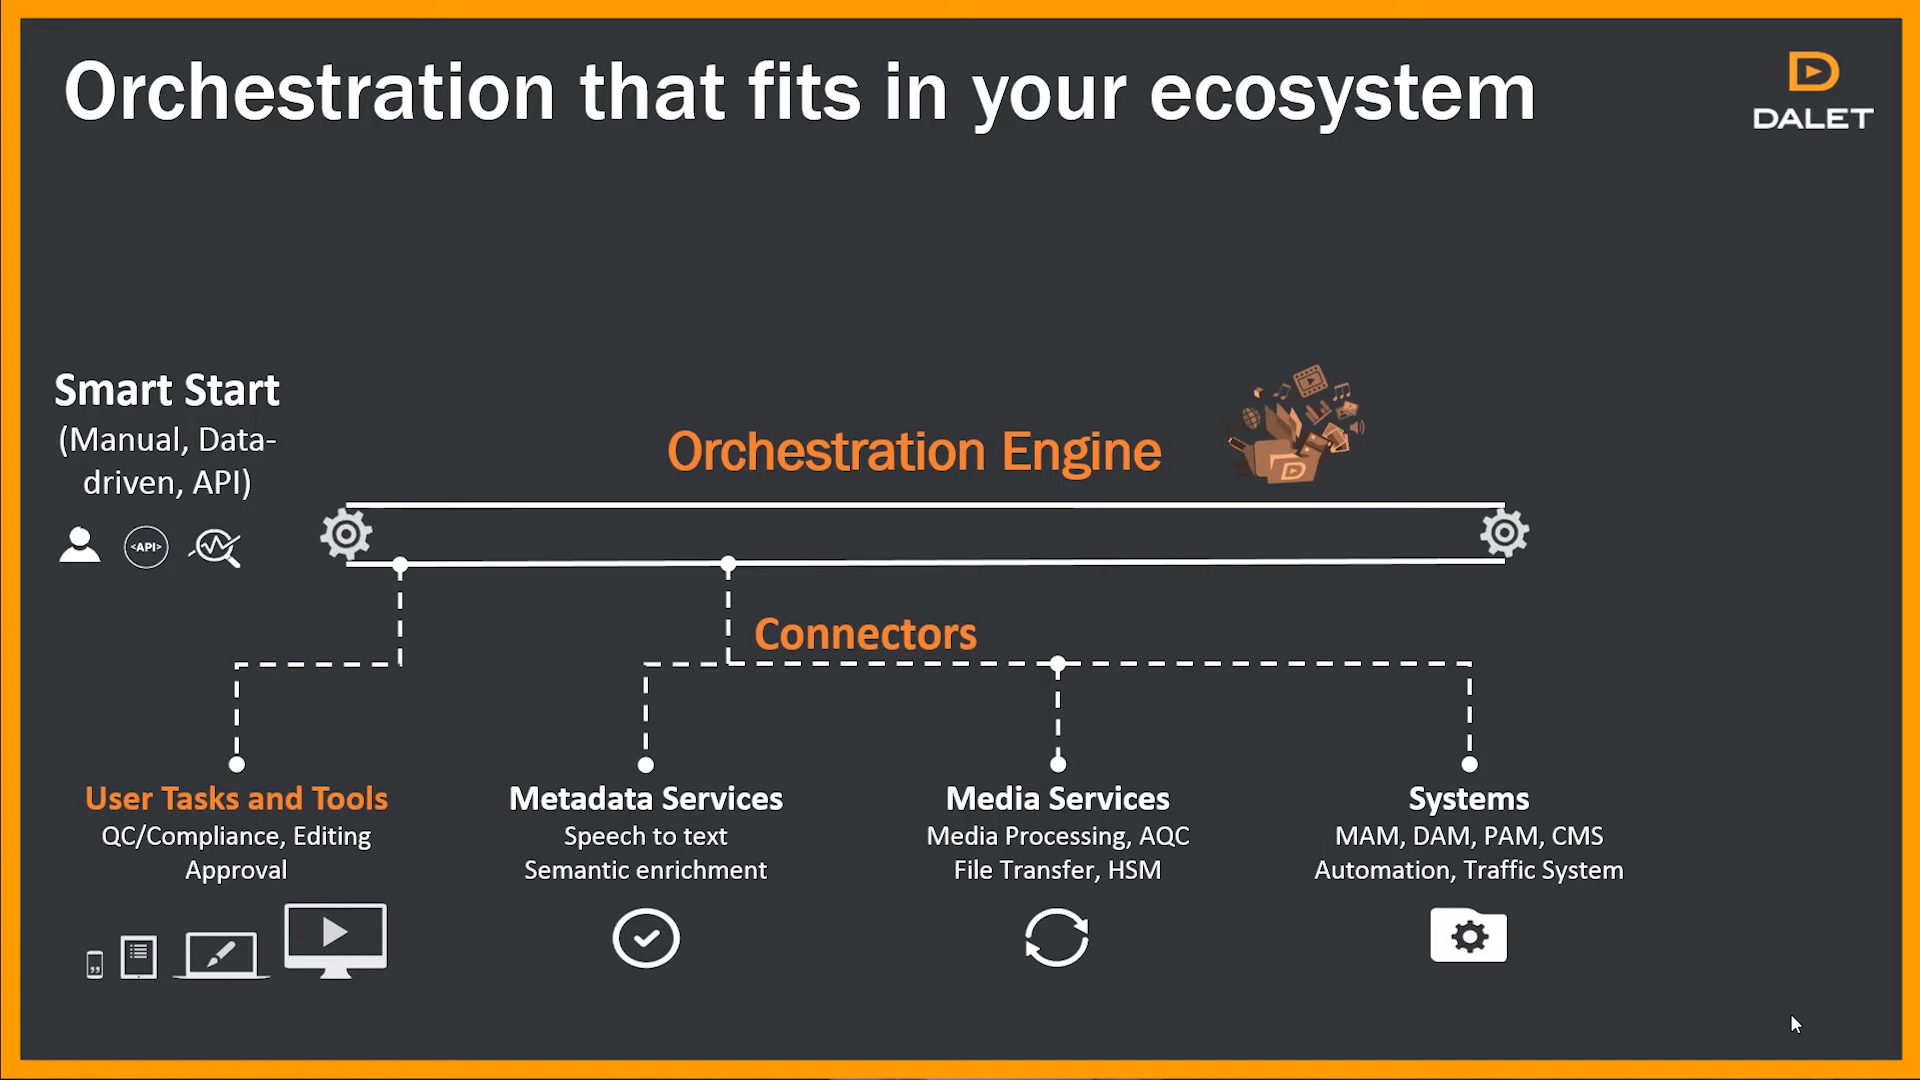 Orchestration that fits in your ecosystem
DALET
Smart Start
(Manual, Data-
driven, API)
<API>
Orchestration Engine
Connectors
User Tasks and Tools
QC/Compliance, Editing
Approval
Metadata Services
Speech to text
Semantic enrichment
Media Services
Media Processing, AQC
File Transfer, HSM
Systems
MAM, DAM, PAM, CMS
Automation, Traffic System